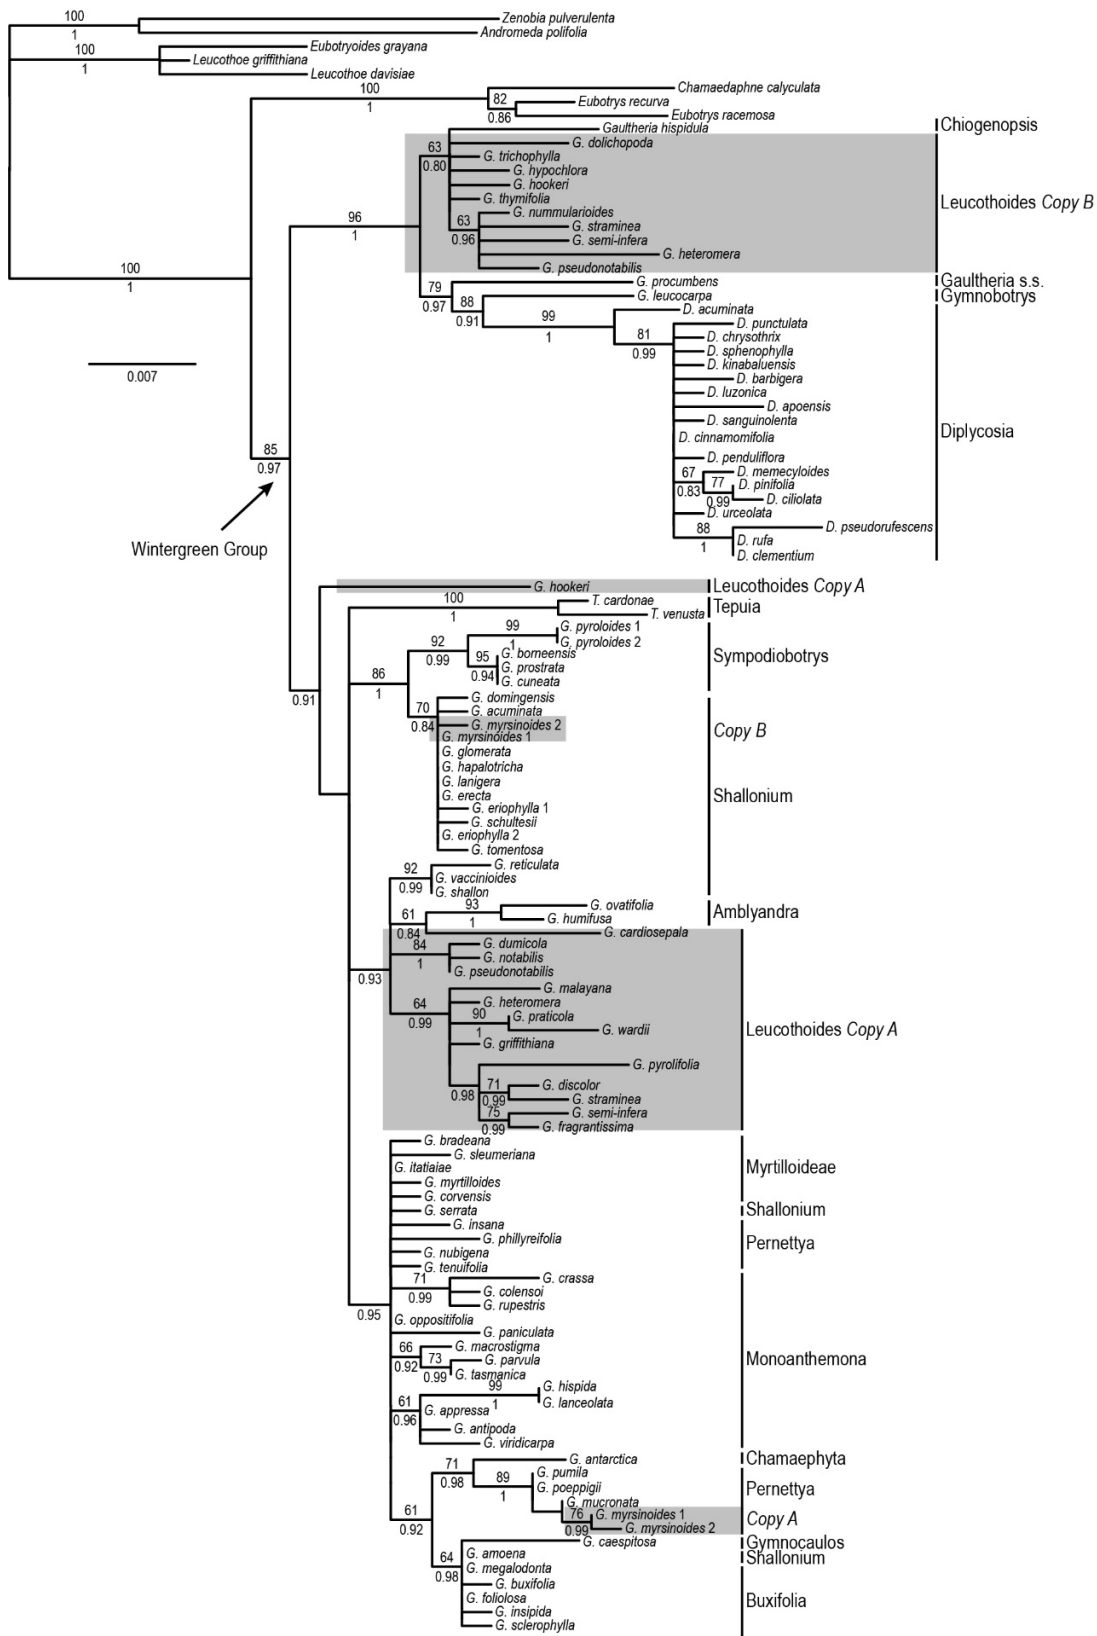 100
Zenobia pulverulenta
1
Andromeda polifolia
100
Eubotryoides grayana
Leucothoe griffithiana
1
Leucothoe davisiae
100
Chamaedaphne calyculata
1
82
Eubotrys recurva
0.86
Eubotrys racemosa
Gaultheria hispidula
Chiogenopsis
G. dolichopoda
63
G. trichophylla
0.80
G. hypochlora
G. hookeri
G. thymifolia
Leucothoides Copy B
G. nummularioides
63
G. straminea
0.96
G. semi-infera
G. heteromera
G. pseudonotabilis
96
1
G. procumbens
Gaultheria s.s.
79
0.97
G. leucocarpa
Gymnobotrys
88
0.91
D. acuminata
99
1
D. punctulata
81
D. chrysothrix
0.99
D. sphenophylla
D. kinabaluensis
D. barbigera
D. luzonica
D. apoensis
D. sanguinolenta
D. cinnamomifolia
Diplycosia
D. penduliflora
67
D. memecyloides
0.83
77
D. pinifolia
0.99
D. ciliolata
D. urceolata
88
D. pseudorufescens
1
D. rufa
D. clementium
100
1
0.007
85
0.97
Wintergreen Group
G. hookeri
Leucothoides Copy A
100
T. cardonae
1
T. venusta
Tepuia
99
G. pyroloides 1
1
G. pyroloides 2
92
0.99
G. borneensis
95
G. prostrata
0.94
G. cuneata
Sympodiobotrys
86
1
0.91
G. domingensis
70
G. acuminata
0.84
G. myrsinoides 2
G. myrsinoides 1
Copy B
G. glomerata
G. hapalotricha
G. lanigera
G. erecta
Shallonium
G. eriophylla 1
G. schultesii
G. eriophylla 2
G. tomentosa
92
G. reticulata
0.99
G. vaccinioides
G. shallon
93
G. ovatifolia
1
G. humifusa
Amblyandra
61
0.84
G. cardiosepala
84
G. dumicola
1
G. notabilis
G. pseudonotabilis
0.93
64
0.99
G. malayana
G. heteromera
90
G. praticola
1
G. wardii
G. griffithiana
Leucothoides Copy A
G. pyrolifolia
0.98
71
G. discolor
0.99
G. straminea
75
G. semi-infera
0.99
G. fragrantissima
G. bradeana
G. sleumeriana
G. itatiaiae
Myrtilloideae
G. myrtilloides
G. corvensis
G. serrata
Shallonium
G. insana
G. phillyreifolia
Pernettya
G. nubigena
G. tenuifolia
71
G. crassa
0.99
G. colensoi
G. rupestris
0.95
G. oppositifolia
G. paniculata
66
G. macrostigma
0.92
73
G. parvula
0.99
G. tasmanica
Monoanthemona
99
G. hispida
1
G. lanceolata
61
G. appressa
0.96
G. antipoda
G. viridicarpa
71
G. antarctica
Chamaephyta
0.98
89
G. pumila
1
G. poeppigii
Pernettya
G. mucronata
76
G. myrsinoides 1
0.99
G. myrsinoides 2
Copy A
61
0.92
G. caespitosa
Gymnocaulos
64
G. amoena
Shallonium
0.98
G. megalodonta
G. buxifolia
G. foliolosa
Buxifolia
G. insipida
G. sclerophylla